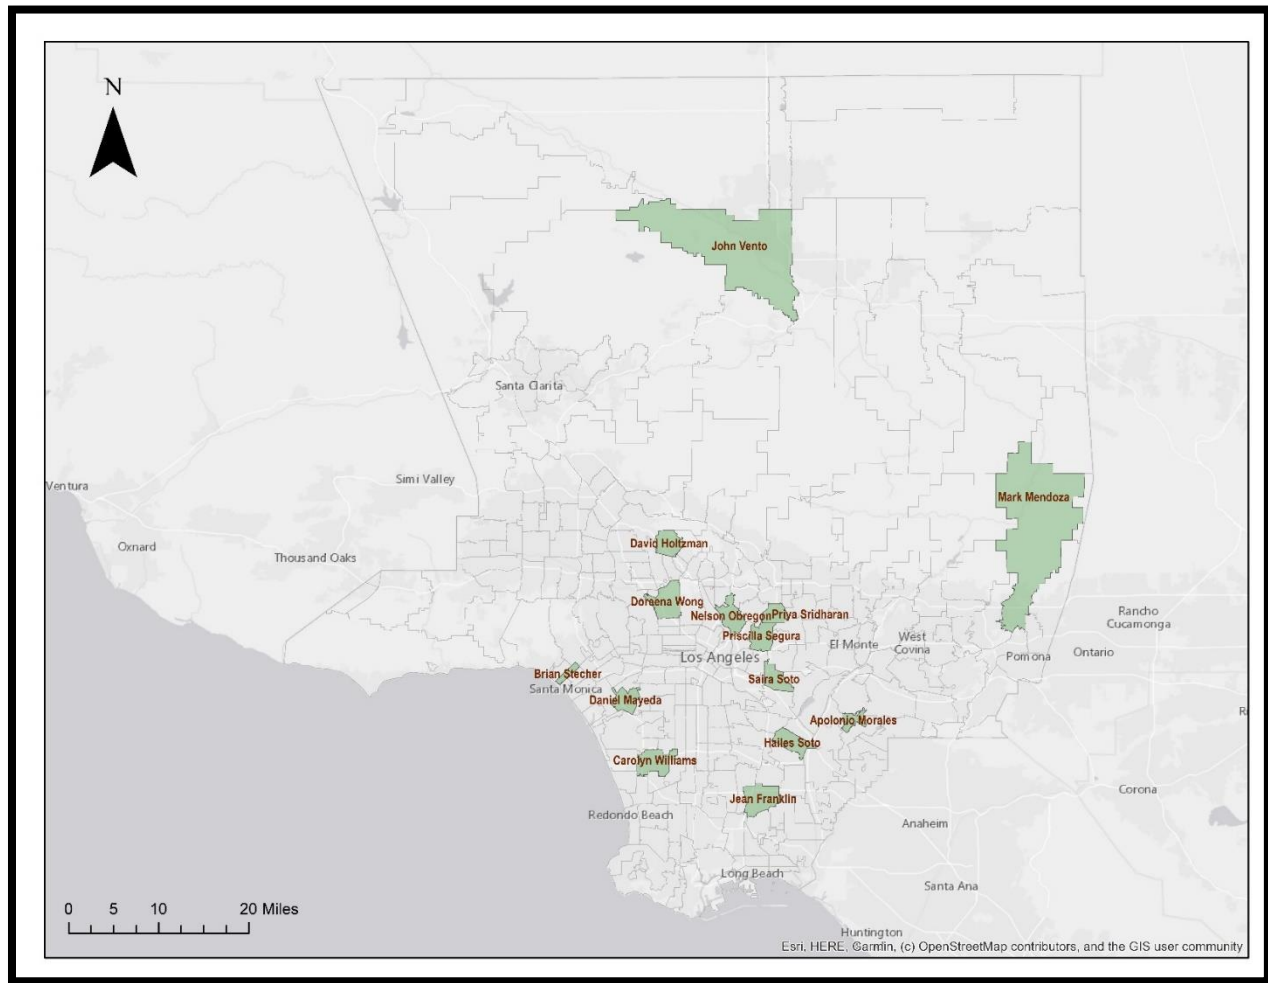 N
John Vento
Santa Clarita
Simi Valley
Ventura
Mark Mendoza
Oxnard
Thousand Oaks
David Holtzman
Doreena Wong
Nelson Obregon
Priya Sridharan
Priscilla Segura
El Monte
West
Covina
Rancho
Cucamonga
Ontario
Pomona
Los Angeles
Brian Stecher
Santa Monica
Saira Soto
Daniel Mayeda
Apolonio Morales
Ri
Hailes Soto
Carolyn Williams
Jean Franklin
Corona
Redondo Beach
Anaheim
Long Beach
Santa Ana
0 5 10 20 Miles
Huntington
Esri, HERE, Garmin, (c) OpenStreetMap contributors, and the GIS user community